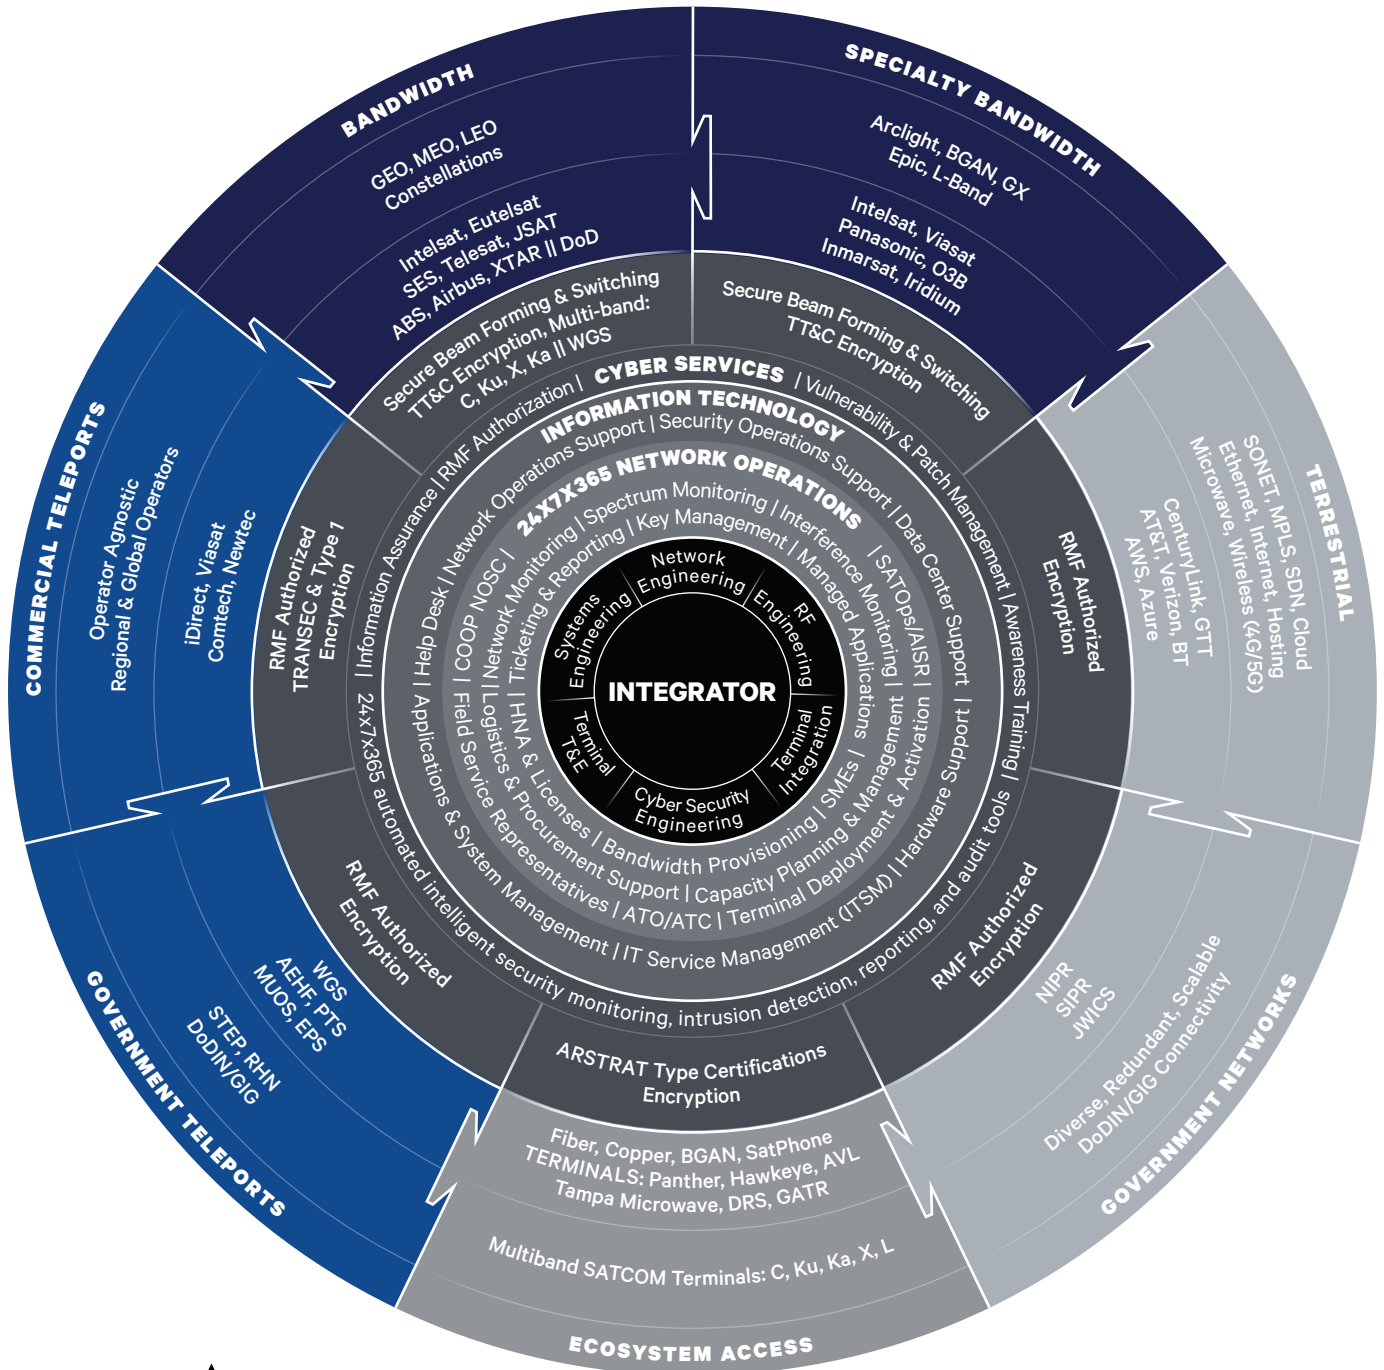 BANDWIDTH
GEO, MEO, LEO
Constellations
Intelsat, Eutelsat
SES, Telesat, JSAT
ABS, Airbus, XTAR || DoD
Secure Beam Forming & Switching
TT&C Encryption, Multi-band:
C, Ku, X, Ka || WGS
SPECIALTY BANDWIDTH
Arclight, BGAN, GX
Epic, L-Band
Intelsat, Viasat
Panasonic, O3B
Inmarsat, Iridium
Secure Beam Forming & Switching
TT&C Encryption
TERRESTRIAL
SONET, MPLS, SDN, Cloud
Ethernet, Internet, Hosting
Microwave, Wireless (4G/5G)
CenturyLink, GTT
AT&T, Verizon, BT
AWS, Azure
RMF Authorized
Encryption
GOVERNMENT NETWORKS
Diverse, Redundant, Scalable
DoDIN/GIG Connectivity
NIPR
SIPR
JWICS
RMF Authorized
Encryption
ARSTRAT Type Certifications
Encryption
Fiber, Copper, BGAN, SatPhone
TERMINALS: Panther, Hawkeye, AVL
Tampa Microwave, DRS, GATR
Multiband SATCOM Terminals: C, Ku, Ka, X, L
ECOSYSTEM ACCESS
GOVERNMENT TELEPORTS
STEP, RHN
DoDIN/GIG
WGS
AEHF, PTS
MUOS, EPS
RMF Authorized
Encryption
COMMERCIAL TELEPORTS
Operator Agnostic
Regional & Global Operators
iDirect, Viasat
Comtech, Newtec
RMF Authorized
TRANSEC & Type 1
Encryption
CYBER SERVICES
| Vulnerability & Patch Management | Awareness Training |
24x7x365 automated intelligent security monitoring, intrusion detection, reporting, and audit tools
| Information Assurance | RMF Authorization |
INFORMATION TECHNOLOGY
| Help Desk | Network Operations Support | Security Operations Support | Data Center Support |
Applications & System Management | IT Service Management (ITSM) | Hardware Support |
24X7X365 NETWORK OPERATIONS
| SATOps/AISR |
Field Service Representatives | ATO/ATC | Terminal Deployment & Activation
| COOP NOSC |
| Network Monitoring | Spectrum Monitoring | Interference Monitoring |
Logistics & Procurement Support | Capacity Planning & Management
| Ticketing & Reporting | Key Management | Managed Applications
HNA & Licenses | Bandwidth Provisioning | SMEs |
Network
Engineering
RF
Engineering
Terminal
Integration
Cyber Security
Engineering
Terminal
T&E
Systems
Engineering
INTEGRATOR